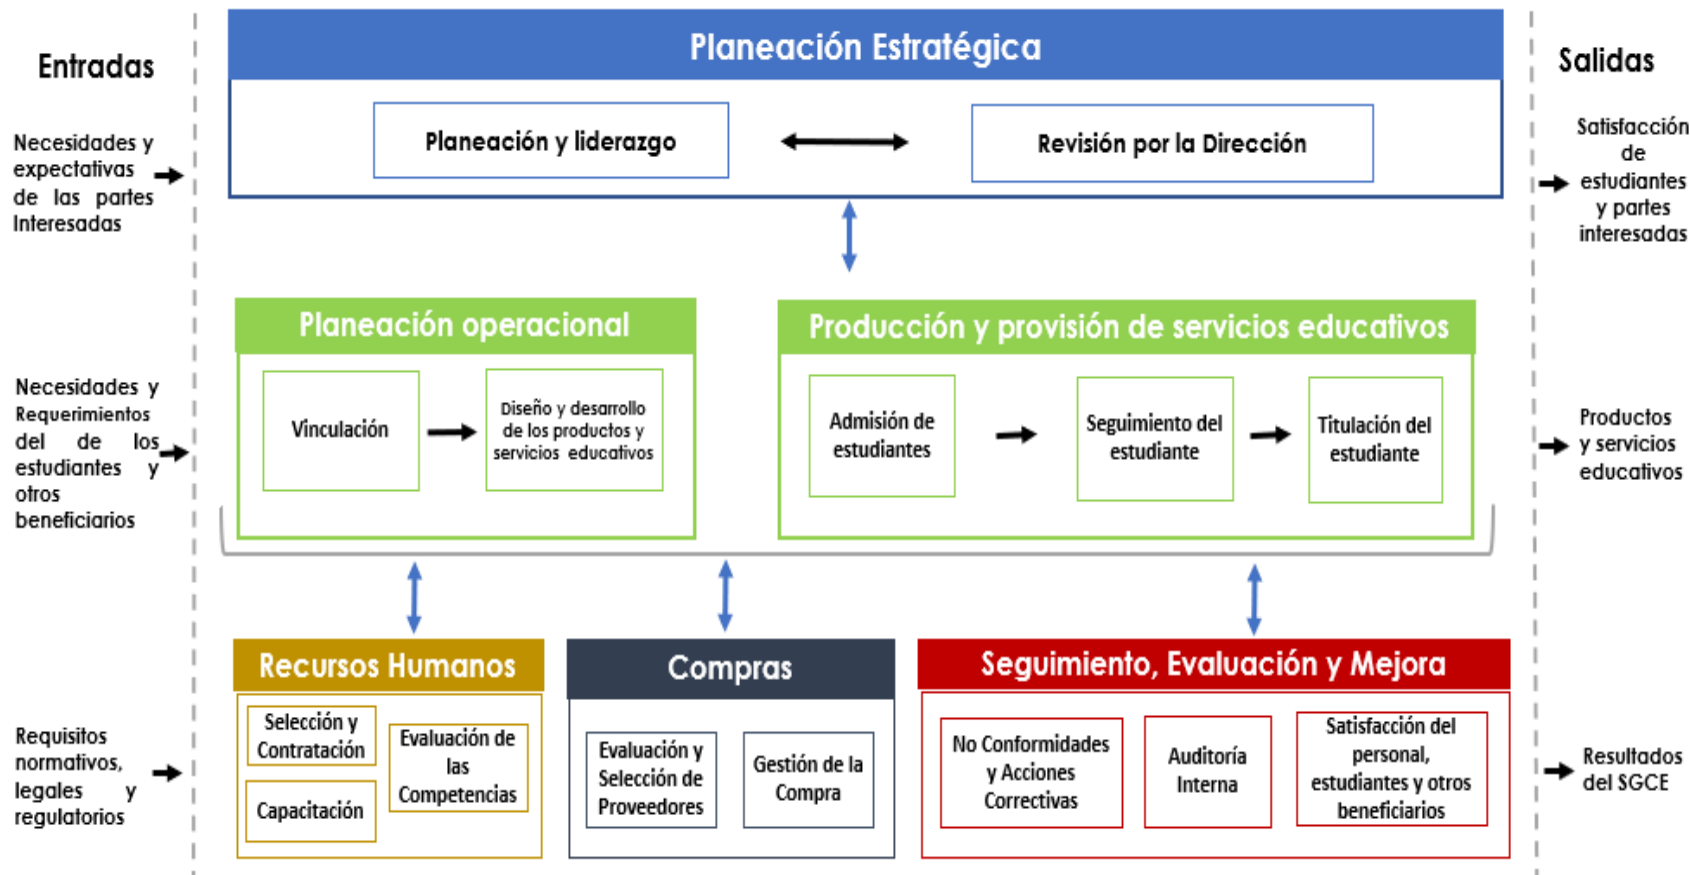 Planeación Estratégica
Entradas
Salidas
Necesidades y
expectativas
de las partes
Interesadas
Planeación y liderazgo
Revisión por la Dirección
Satisfacción
de
estudiantes
y partes
interesadas
Planeación operacional
Producción y provisión de servicios educativos
Necesidades y
Requerimientos
del de los
estudiantes y
otros
beneficiarios
Vinculación
Diseño y desarrollo
de los productos y
servicios educativos
Admisión de
estudiantes
Seguimiento del
estudiante
Titulación del
estudiante
Productos
y servicios
educativos
Recursos Humanos
Compras
Seguimiento, Evaluación y Mejora
Requisitos
normativos,
legales y
regulatorios
Selección y
Contratación
Capacitación
Evaluación de
las
Competencias
Evaluación y
Selección de
Proveedores
Gestión de la
Compra
No Conformidades
y Acciones
Correctivas
Auditoría
Interna
Satisfacción del
personal,
estudiantes y otros
beneficiarios
Resultados
del SGCE